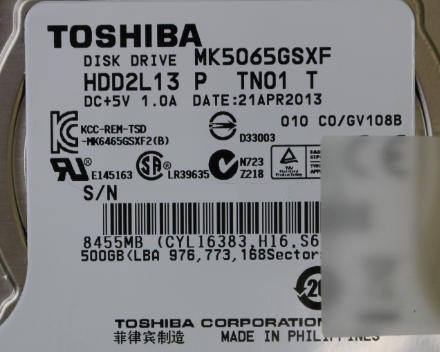 TOSHIBA
DISK DRIVE MK5065GSXF
HDD2L13 P TN01 T
DC+5V 1.0A DATE:21APR2013
010 C0/GV108B
KCC-REM-TSD
-MK6465GSXF2(B)
D33003
E145163
LR39635
N723
Z218
S/N
8455MB (CYL16383,H16,S6
500GB(LBA 976,773,168Sector
TOSHIBA CORPORATION
菲律宾制造 MADE IN PHILIPPINES